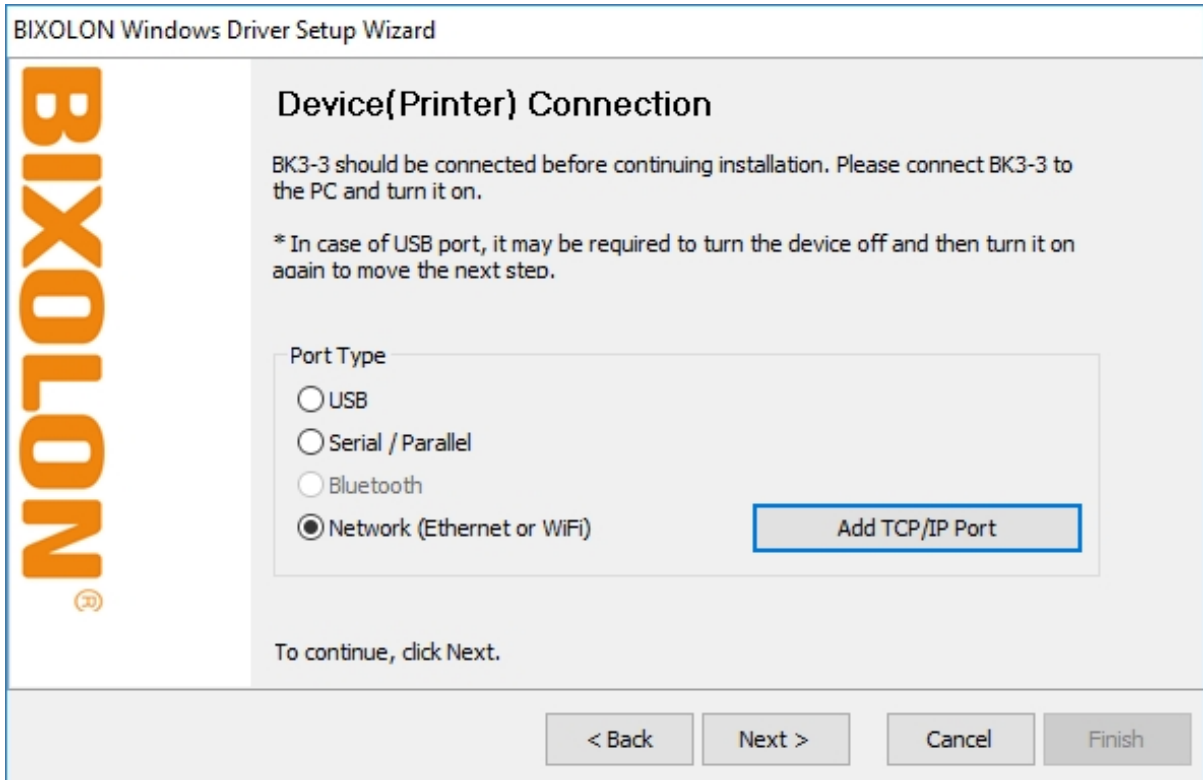 BIXOLON Windows Driver Setup Wizard
BIXOLON®
Device(Printer) Connection
BK3-3 should be connected before continuing installation. Please connect BK3-3 to
the PC and turn it on.
* In case of USB port, it may be required to turn the device off and then turn it on
again to move the next step.
Port Type
USB
Serial / Parallel
Bluetooth
Network (Ethernet or WiFi)
Add TCP/IP Port
To continue, click Next.
< Back
Next >
Cancel
Finish